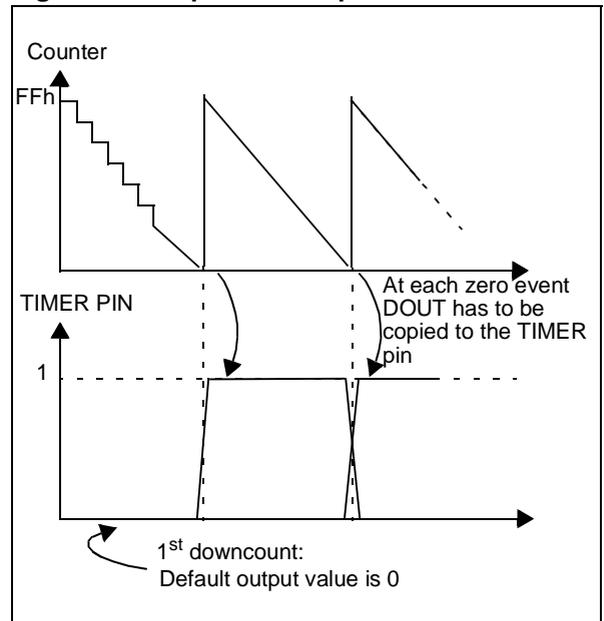 Counter
FFh
At each zero event
DOUT has to be
copied to the TIMER
pin
TIMER PIN
1
1st downcount:
Default output value is 0